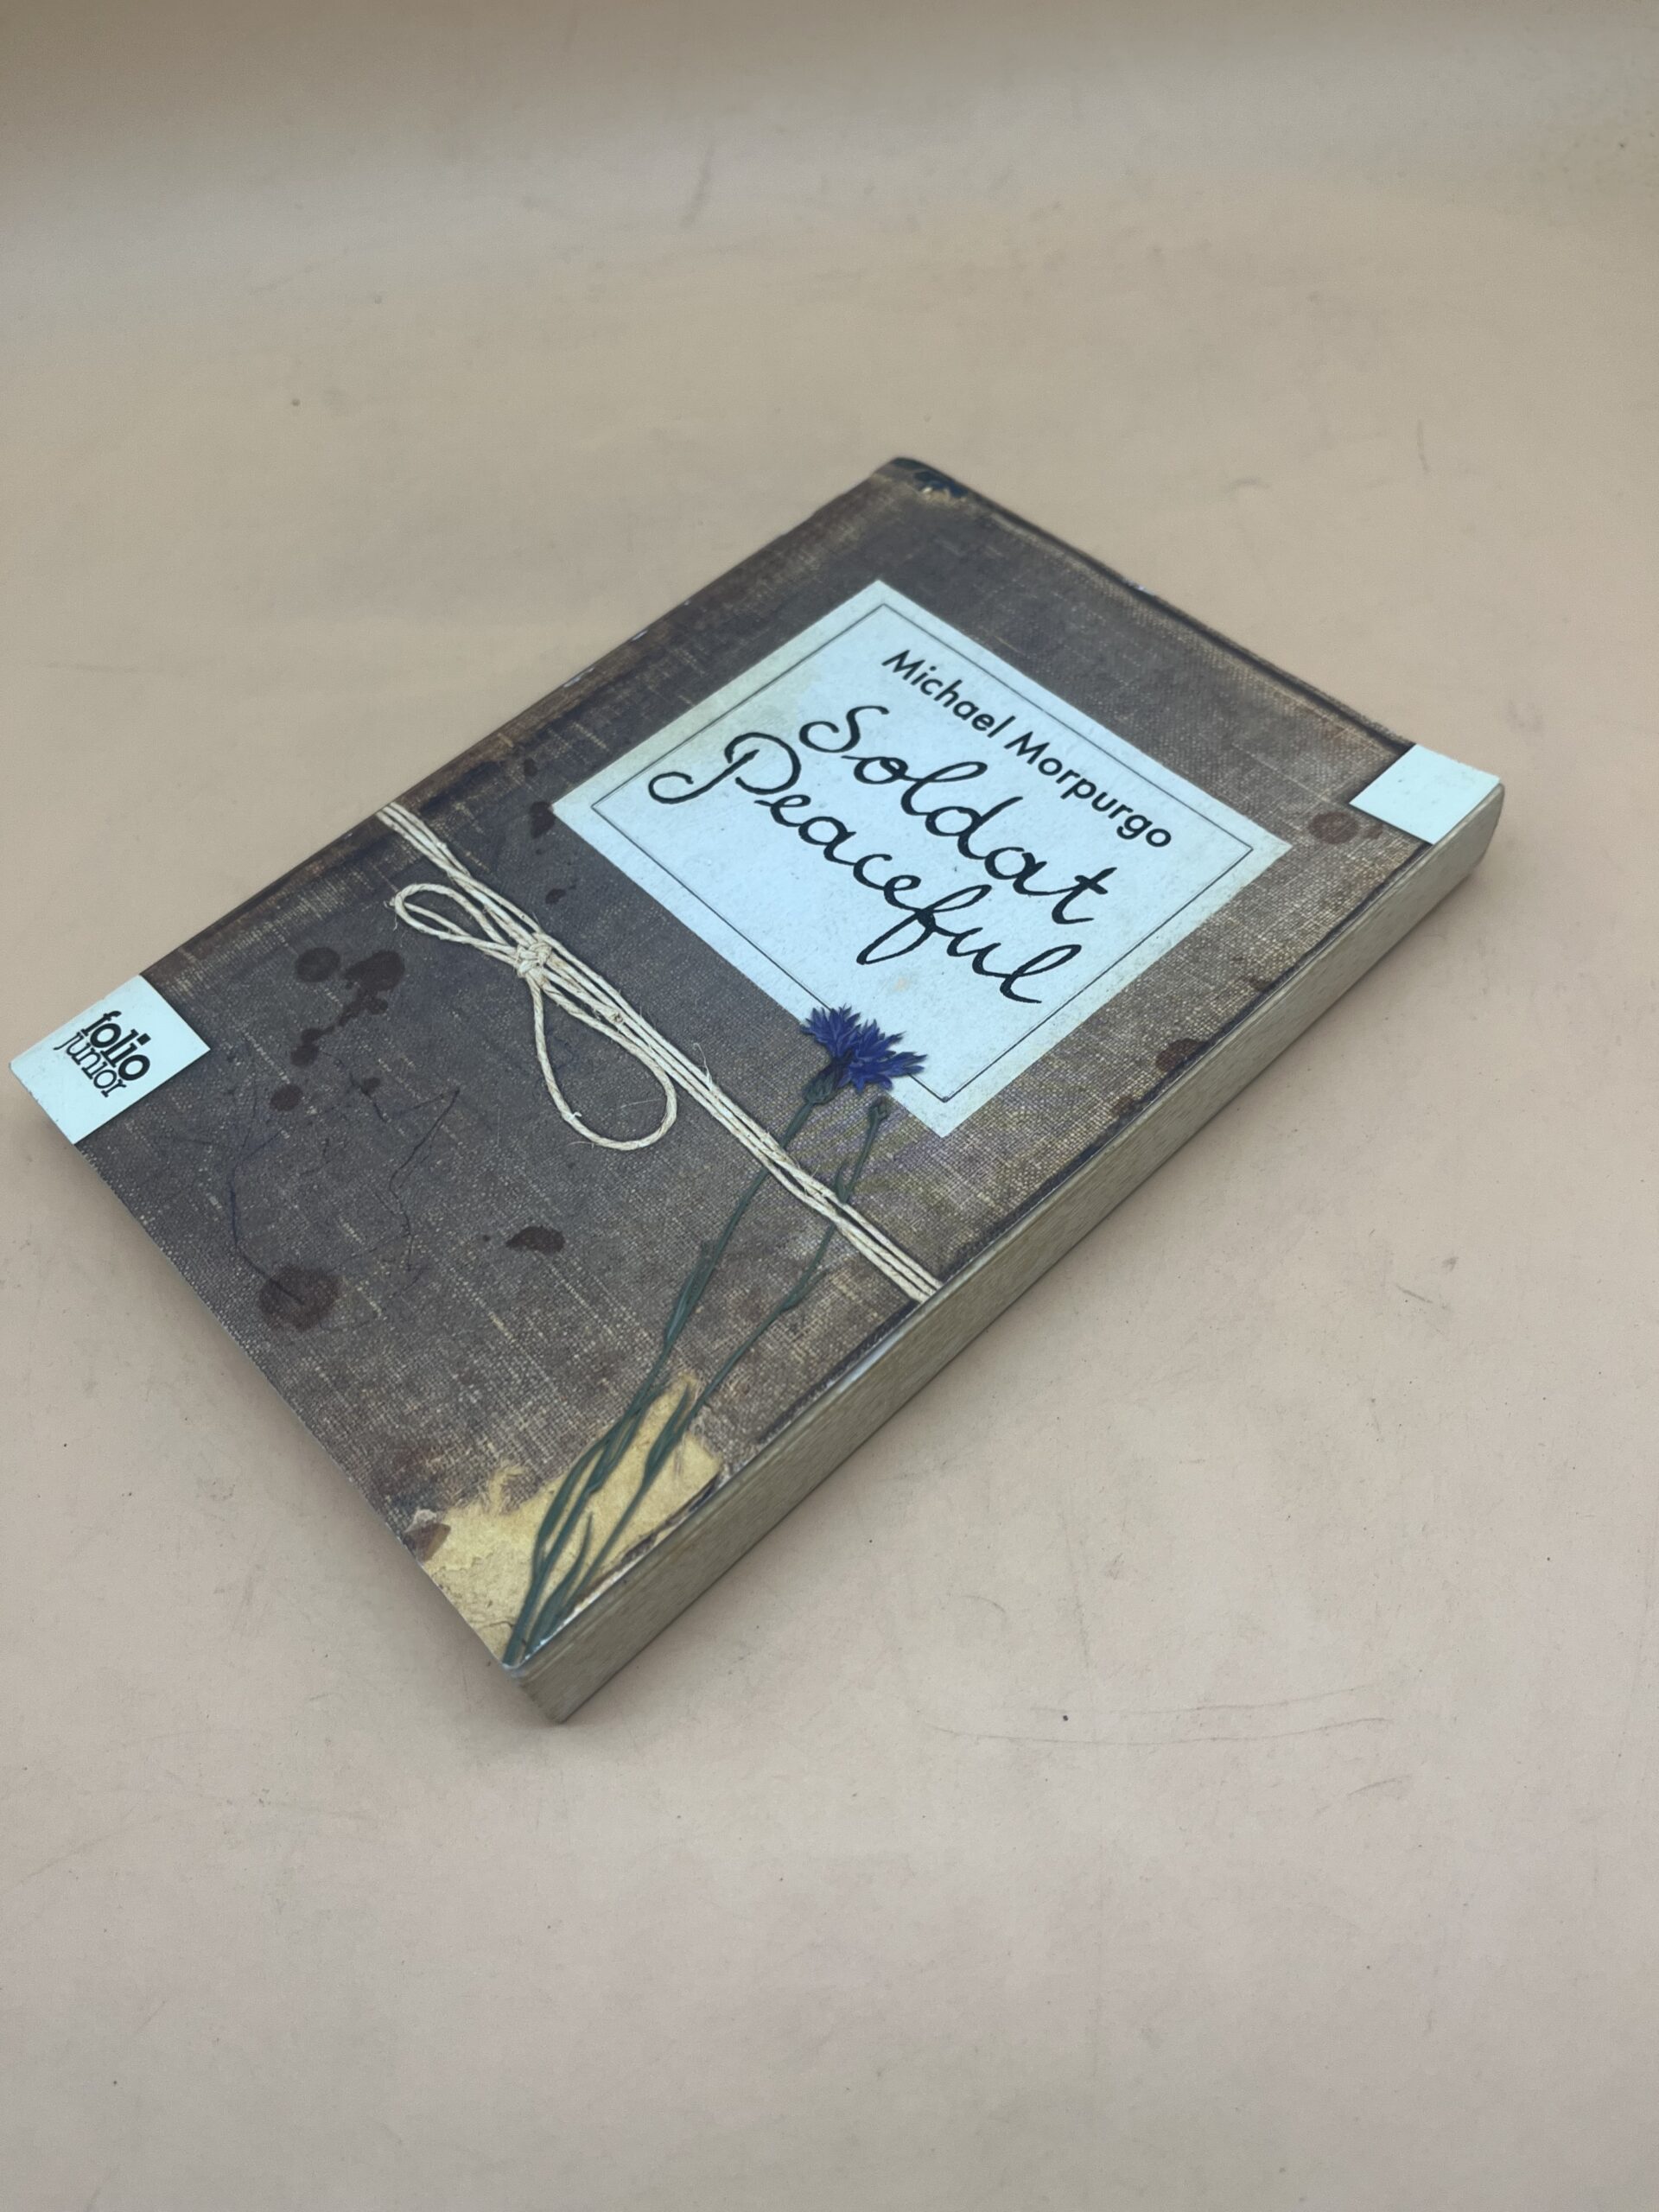 Michael Morpurgo
Soldat
Peaceful
folio
junior